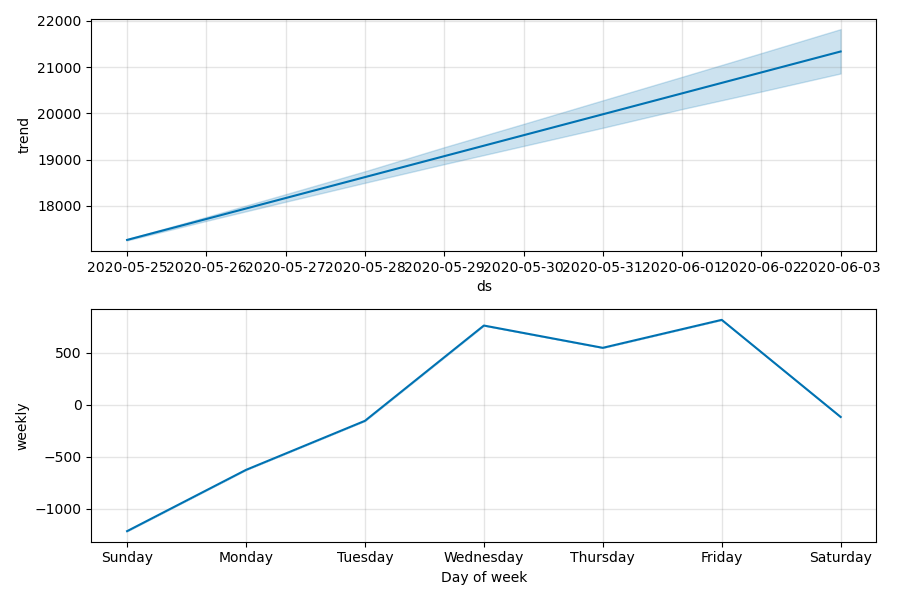 22000
21000
20000
19000
18000
trend
2020-05-25 2020-05-26 2020-05-27 2020-05-28 2020-05-29 2020-05-30 2020-05-31 2020-06-01 2020-06-02 2020-06-03
ds
500
0
−500
−1000
weekly
Sunday Monday Tuesday Wednesday Thursday Friday Saturday
Day of week